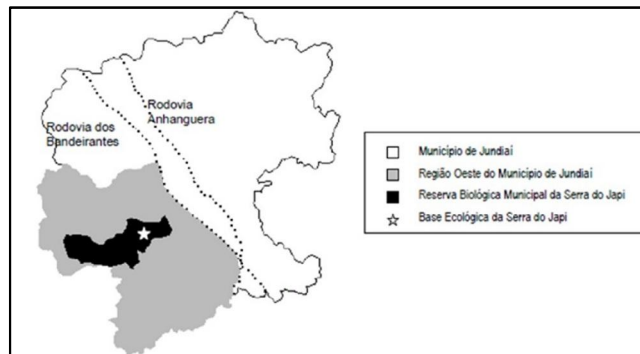 Rodovia
Anhanguera
Rodovia dos
Bandeirantes
Município de Jundiaí
Região Oeste do Município de Jundiaí
Reserva Biológica Municipal da Serra do Japi
Base Ecológica da Serra do Japi